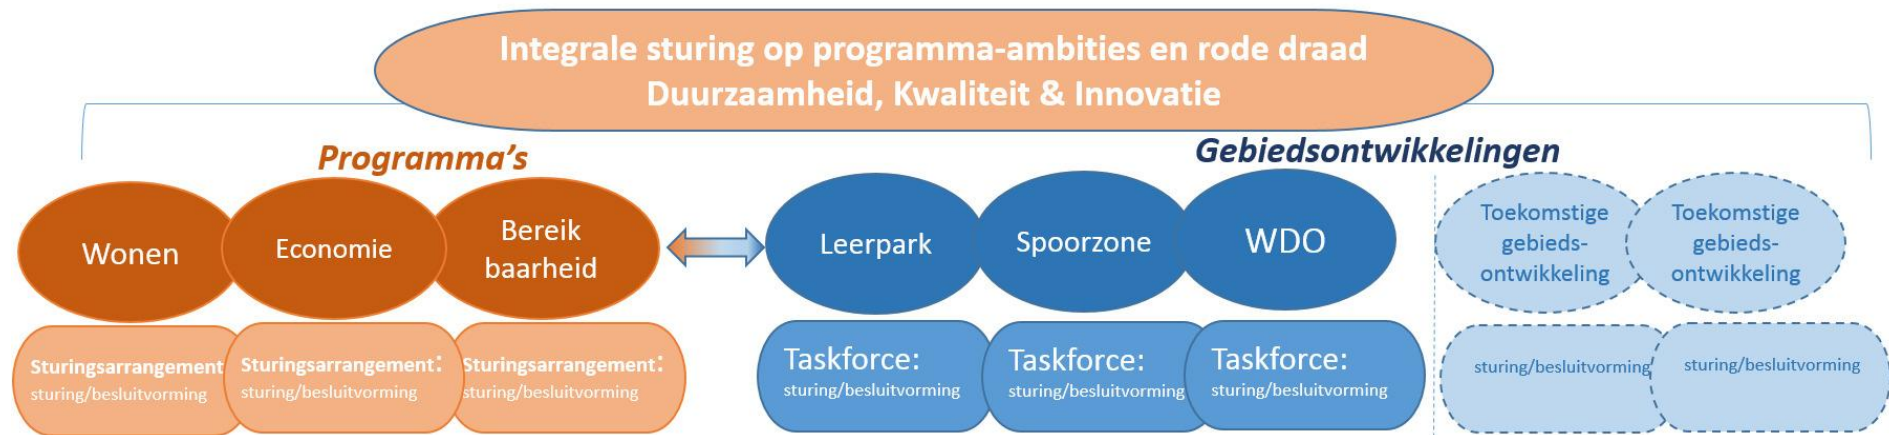 Integrale sturing op programma-ambities en rode draad
Duurzaamheid, Kwaliteit & Innovatie
Programma's
Gebiedsontwikkelingen
Wonen
Economie
Bereik
baarheid
Leerpark
Spoorzone
WDO
Toekomstige
gebieds-
ontwikkeling
Toekomstige
gebieds-
ontwikkeling
Sturingsarrangement
sturing/besluitvorming
Sturingsarrangement:
sturing/besluitvorming
Sturingsarrangement:
sturing/besluitvorming
Taskforce:
sturing/besluitvorming
Taskforce:
sturing/besluitvorming
Taskforce:
sturing/besluitvorming
sturing/besluitvorming
sturing/besluitvorming